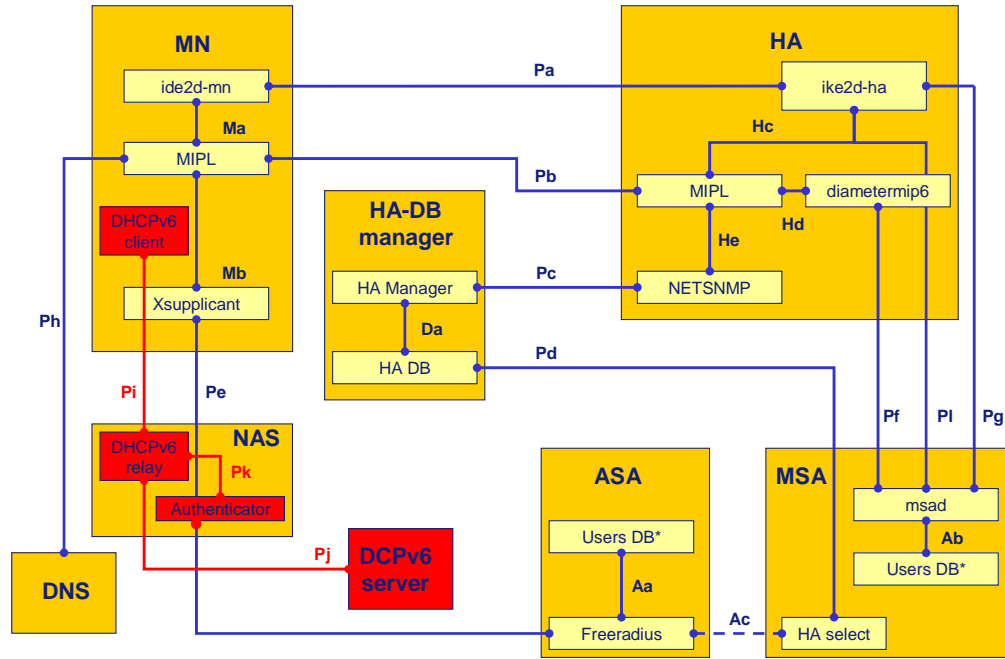 MN
ide2d-mn
Ma
MIPL
DHCPv6
client
Mb
Xsupplicant
Pa
Pb
HA
ike2d-ha
Hc
MIPL
Hd
diametermip6
He
NETSNMP
HA-DB
manager
HA Manager
Da
HA DB
Pc
Pd
Ph
Pi
Pe
Pf
Pl
Pg
NAS
DHCPv6
relay
Pk
Authenticator
Pj
DNS
DCPv6
server
ASA
Users DB*
Aa
Freeradius
Ac
MSA
msad
Ab
Users DB*
HA select